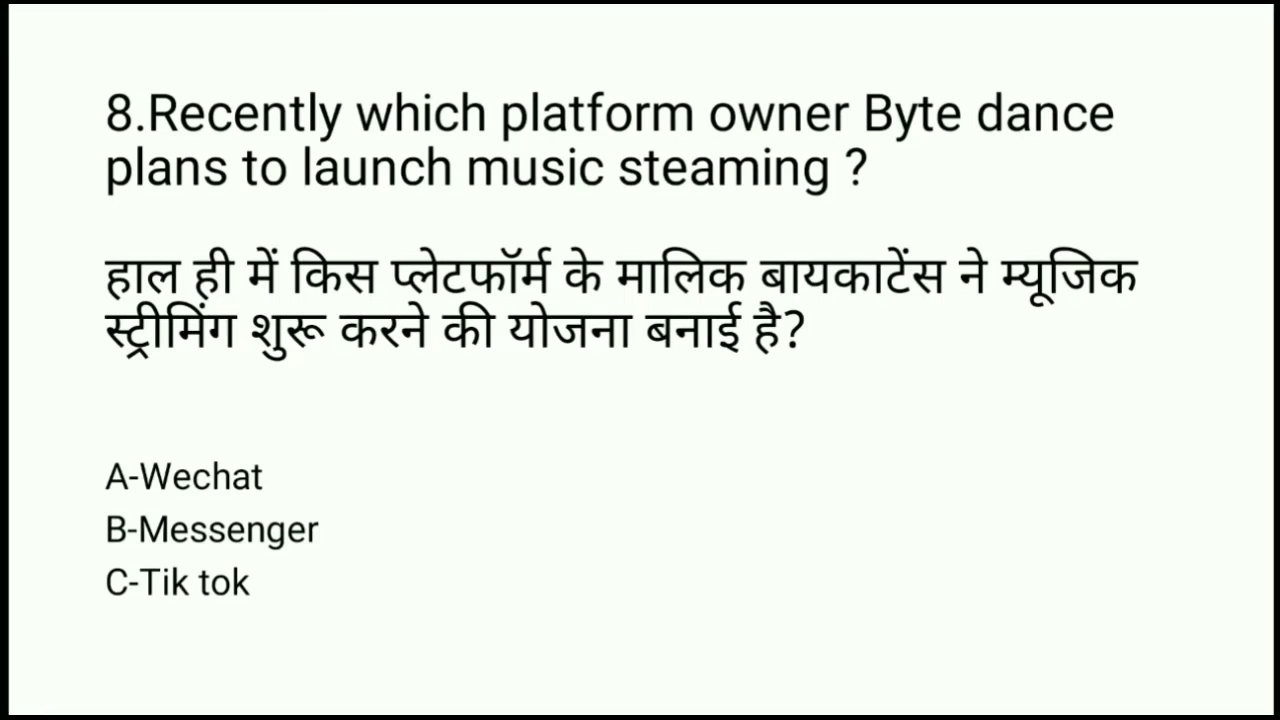 8.Recently which platform owner Byte dance
plans to launch music steaming ?
हाल ही में किस प्लेटफॉर्म के मालिक बायकाटेंस ने म्यूजिक
स्ट्रीमिंग शुरू करने की योजना बनाई है?
A-Wechat
B-Messenger
C-Tik tok